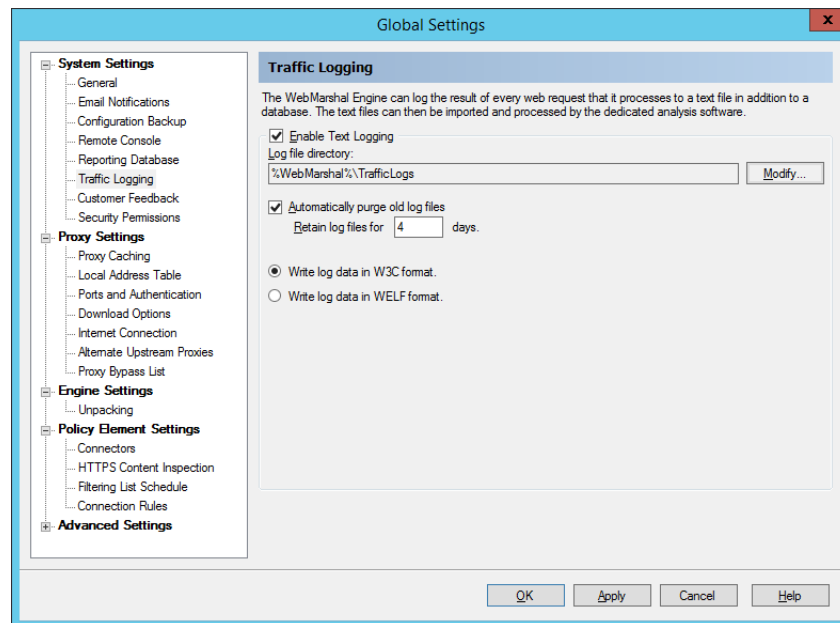 Global Settings
x
System Settings
General
Email Notifications
Configuration Backup
Remote Console
Reporting Database
Traffic Logging
Customer Feedback
Security Permissions
Proxy Settings
Proxy Caching
Local Address Table
Ports and Authentication
Download Options
Internet Connection
Alternate Upstream Proxies
Proxy Bypass List
Engine Settings
Unpacking
Policy Element Settings
Connectors
HTTPS Content Inspection
Filtering List Schedule
Connection Rules
Advanced Settings
Traffic Logging
The WebMarshal Engine can log the result of every web request that it processes to a text file in addition to a
database. The text files can then be imported and processed by the dedicated analysis software.
Enable Text Logging
Log file directory:
%WebMarshal%\TrafficLogs
Modify...
Automatically purge old log files
Retain log files for 4 days.
Write log data in W3C format.
Write log data in WELF format.
OK
Apply
Cancel
Help